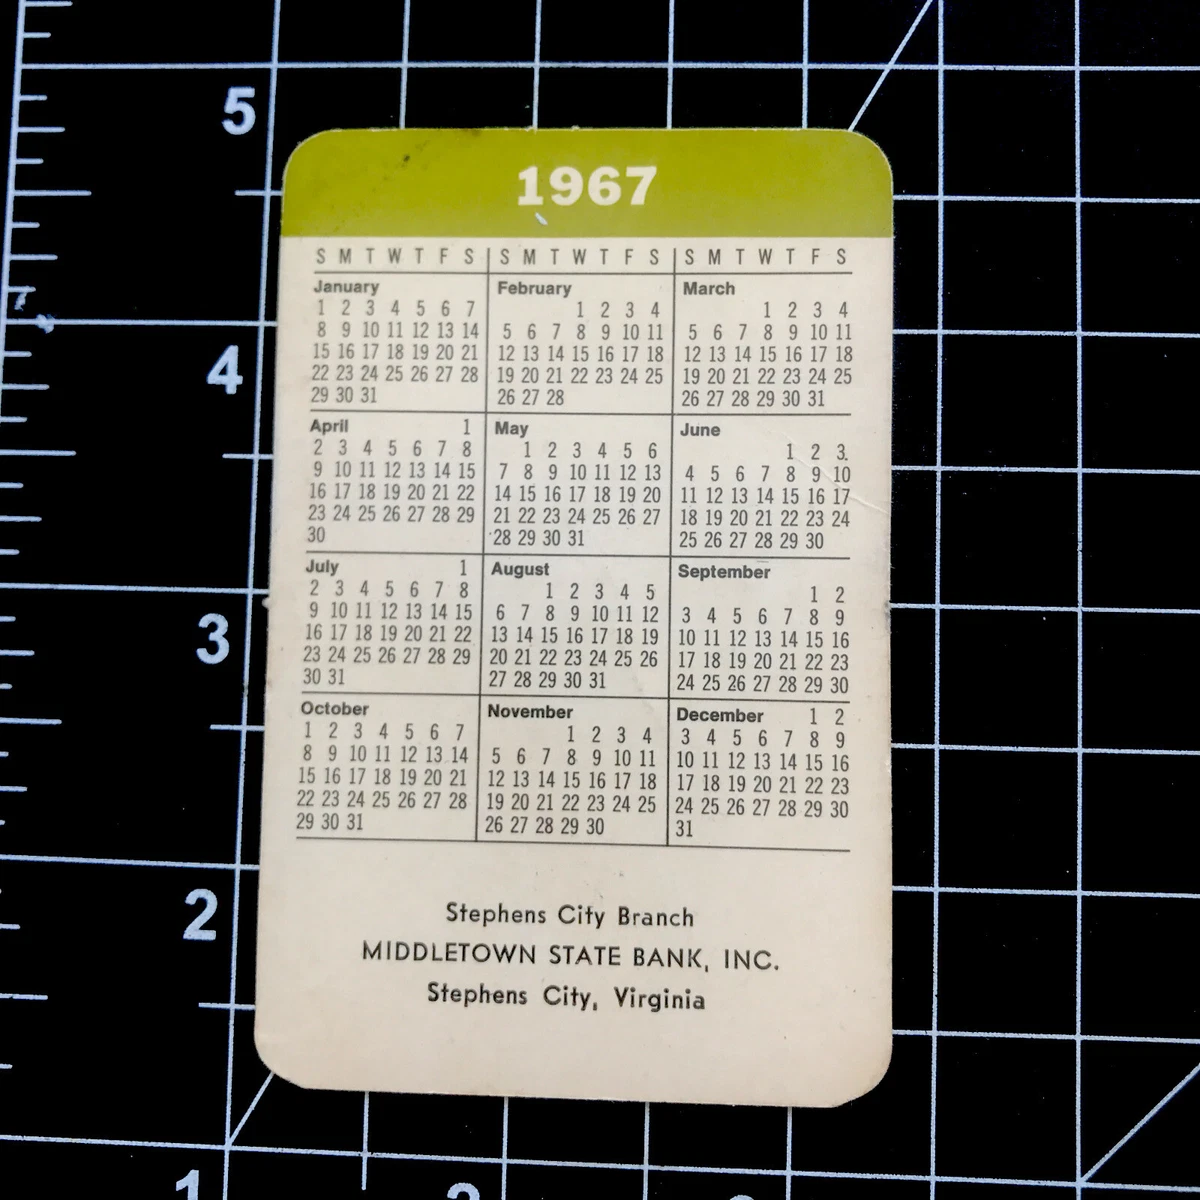 5
4
3
2
1
1967
S M T W T F S S M T W T F S S M T W T F S
January
1 2 3 4 5 6 7
8 9 10 11 12 13 14
15 16 17 18 19 20 21
22 23 24 25 26 27 28
29 30 31
February
1 2 3 4
5 6 7 8 9 10 11
12 13 14 15 16 17 18
19 20 21 22 23 24 25
26 27 28
March
1 2 3 4
5 6 7 8 9 10 11
12 13 14 15 16 17 18
19 20 21 22 23 24 25
26 27 28 29 30 31
April 1
2 3 4 5 6 7 8
9 10 11 12 13 14 15
16 17 18 19 20 21 22
23 24 25 26 27 28 29
30
May
1 2 3 4 5 6
7 8 9 10 11 12 13
14 15 16 17 18 19 20
21 22 23 24 25 26 27
28 29 30 31
June
1 2 3
4 5 6 7 8 9 10
11 12 13 14 15 16 17
18 19 20 21 22 23 24
25 26 27 28 29 30
July 1
2 3 4 5 6 7 8
9 10 11 12 13 14 15
16 17 18 19 20 21 22
23 24 25 26 27 28 29
30 31
August
1 2 3 4 5
6 7 8 9 10 11 12
13 14 15 16 17 18 19
20 21 22 23 24 25 26
27 28 29 30 31
September
1 2
3 4 5 6 7 8 9
10 11 12 13 14 15 16
17 18 19 20 21 22 23
24 25 26 27 28 29 30
October
1 2 3 4 5 6 7
8 9 10 11 12 13 14
15 16 17 18 19 20 21
22 23 24 25 26 27 28
29 30 31
November
1 2 3 4
5 6 7 8 9 10 11
12 13 14 15 16 17 18
19 20 21 22 23 24 25
26 27 28 29 30
December 1 2
3 4 5 6 7 8 9
10 11 12 13 14 15 16
17 18 19 20 21 22 23
24 25 26 27 28 29 30
31
Stephens City Branch
MIDDLETOWN STATE BANK, INC.
Stephens City, Virginia